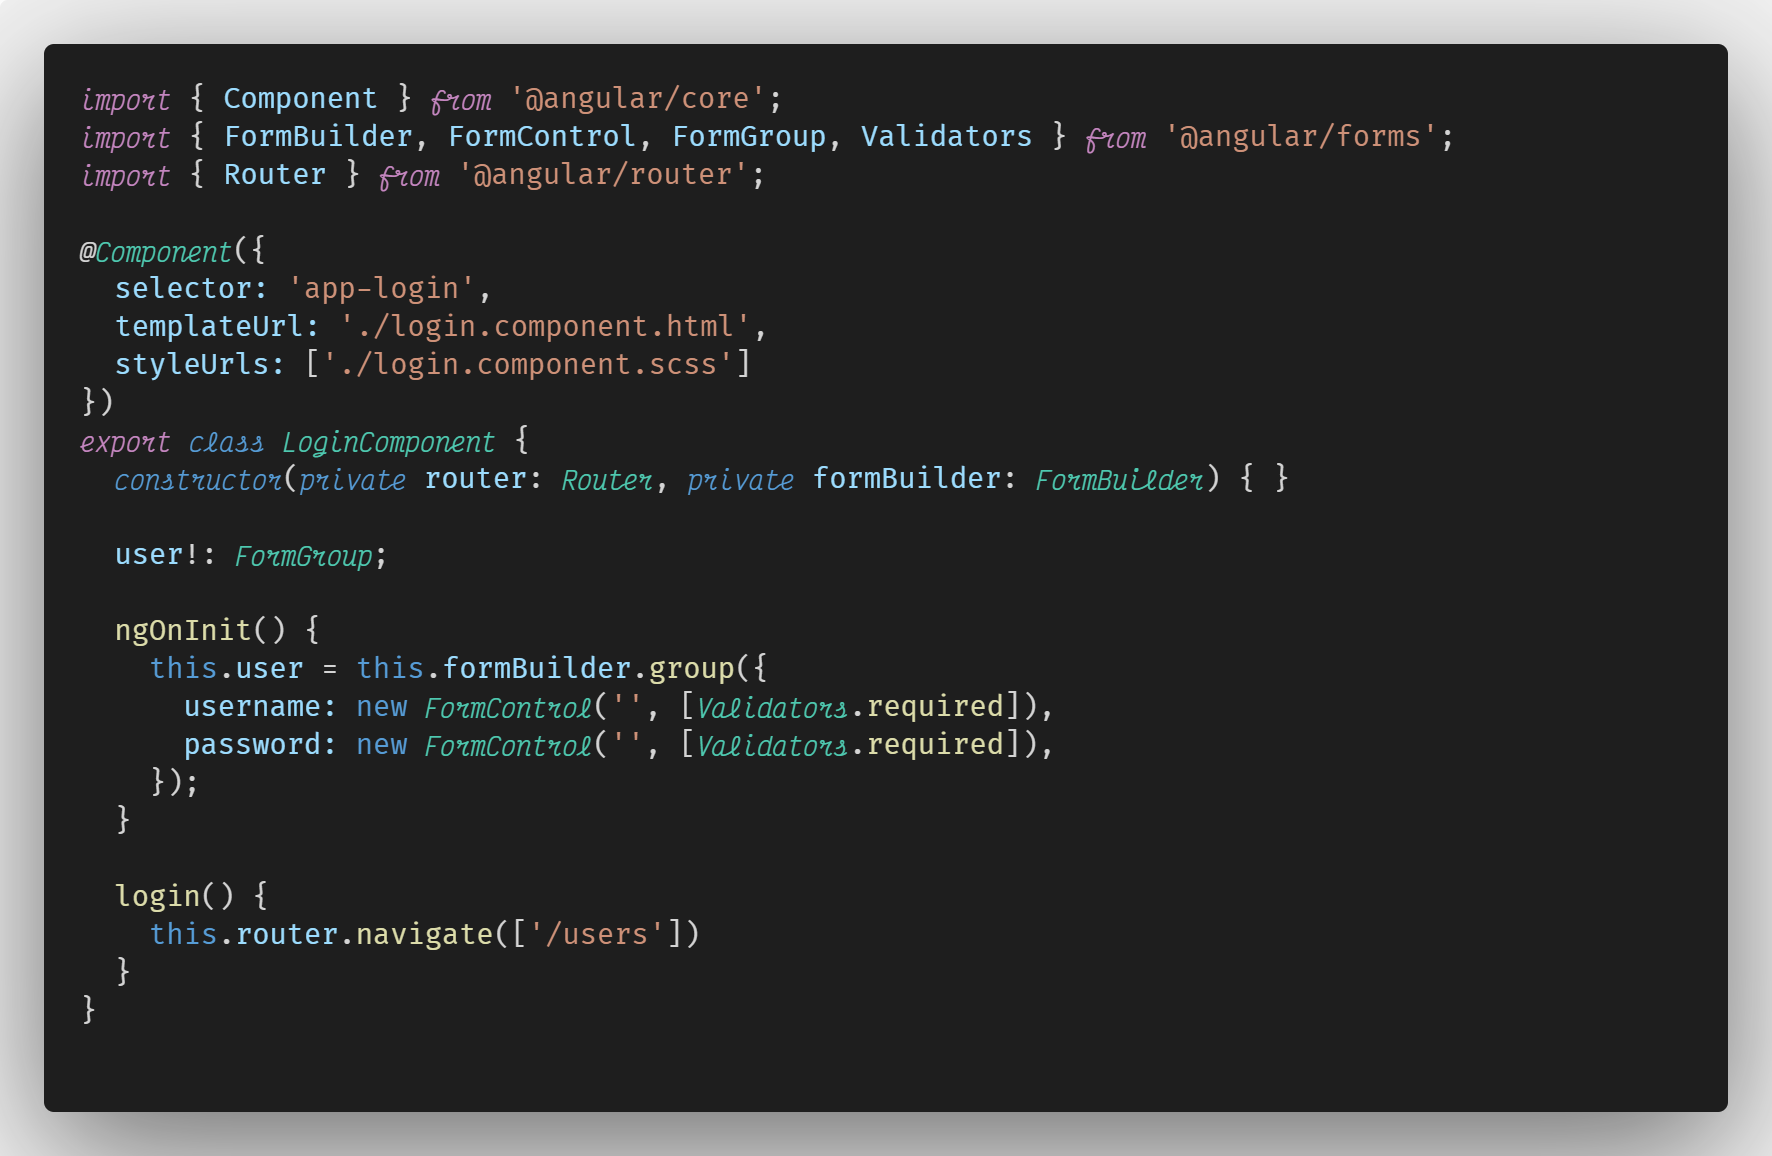 import { Component } from '@angular/core';
import { FormBuilder, FormControl, FormGroup, Validators } from '@angular/forms';
import { Router } from '@angular/router';

@Component({
  selector: 'app-login',
  templateUrl: './login.component.html',
  styleUrls: ['./login.component.scss']
})
export class LoginComponent {
  constructor(private router: Router, private formBuilder: FormBuilder) { }

  user!: FormGroup;

  ngOnInit() {
    this.user = this.formBuilder.group({
      username: new FormControl('', [Validators.required]),
      password: new FormControl('', [Validators.required]),
    });
  }

  login() {
    this.router.navigate(['/users'])
  }
}